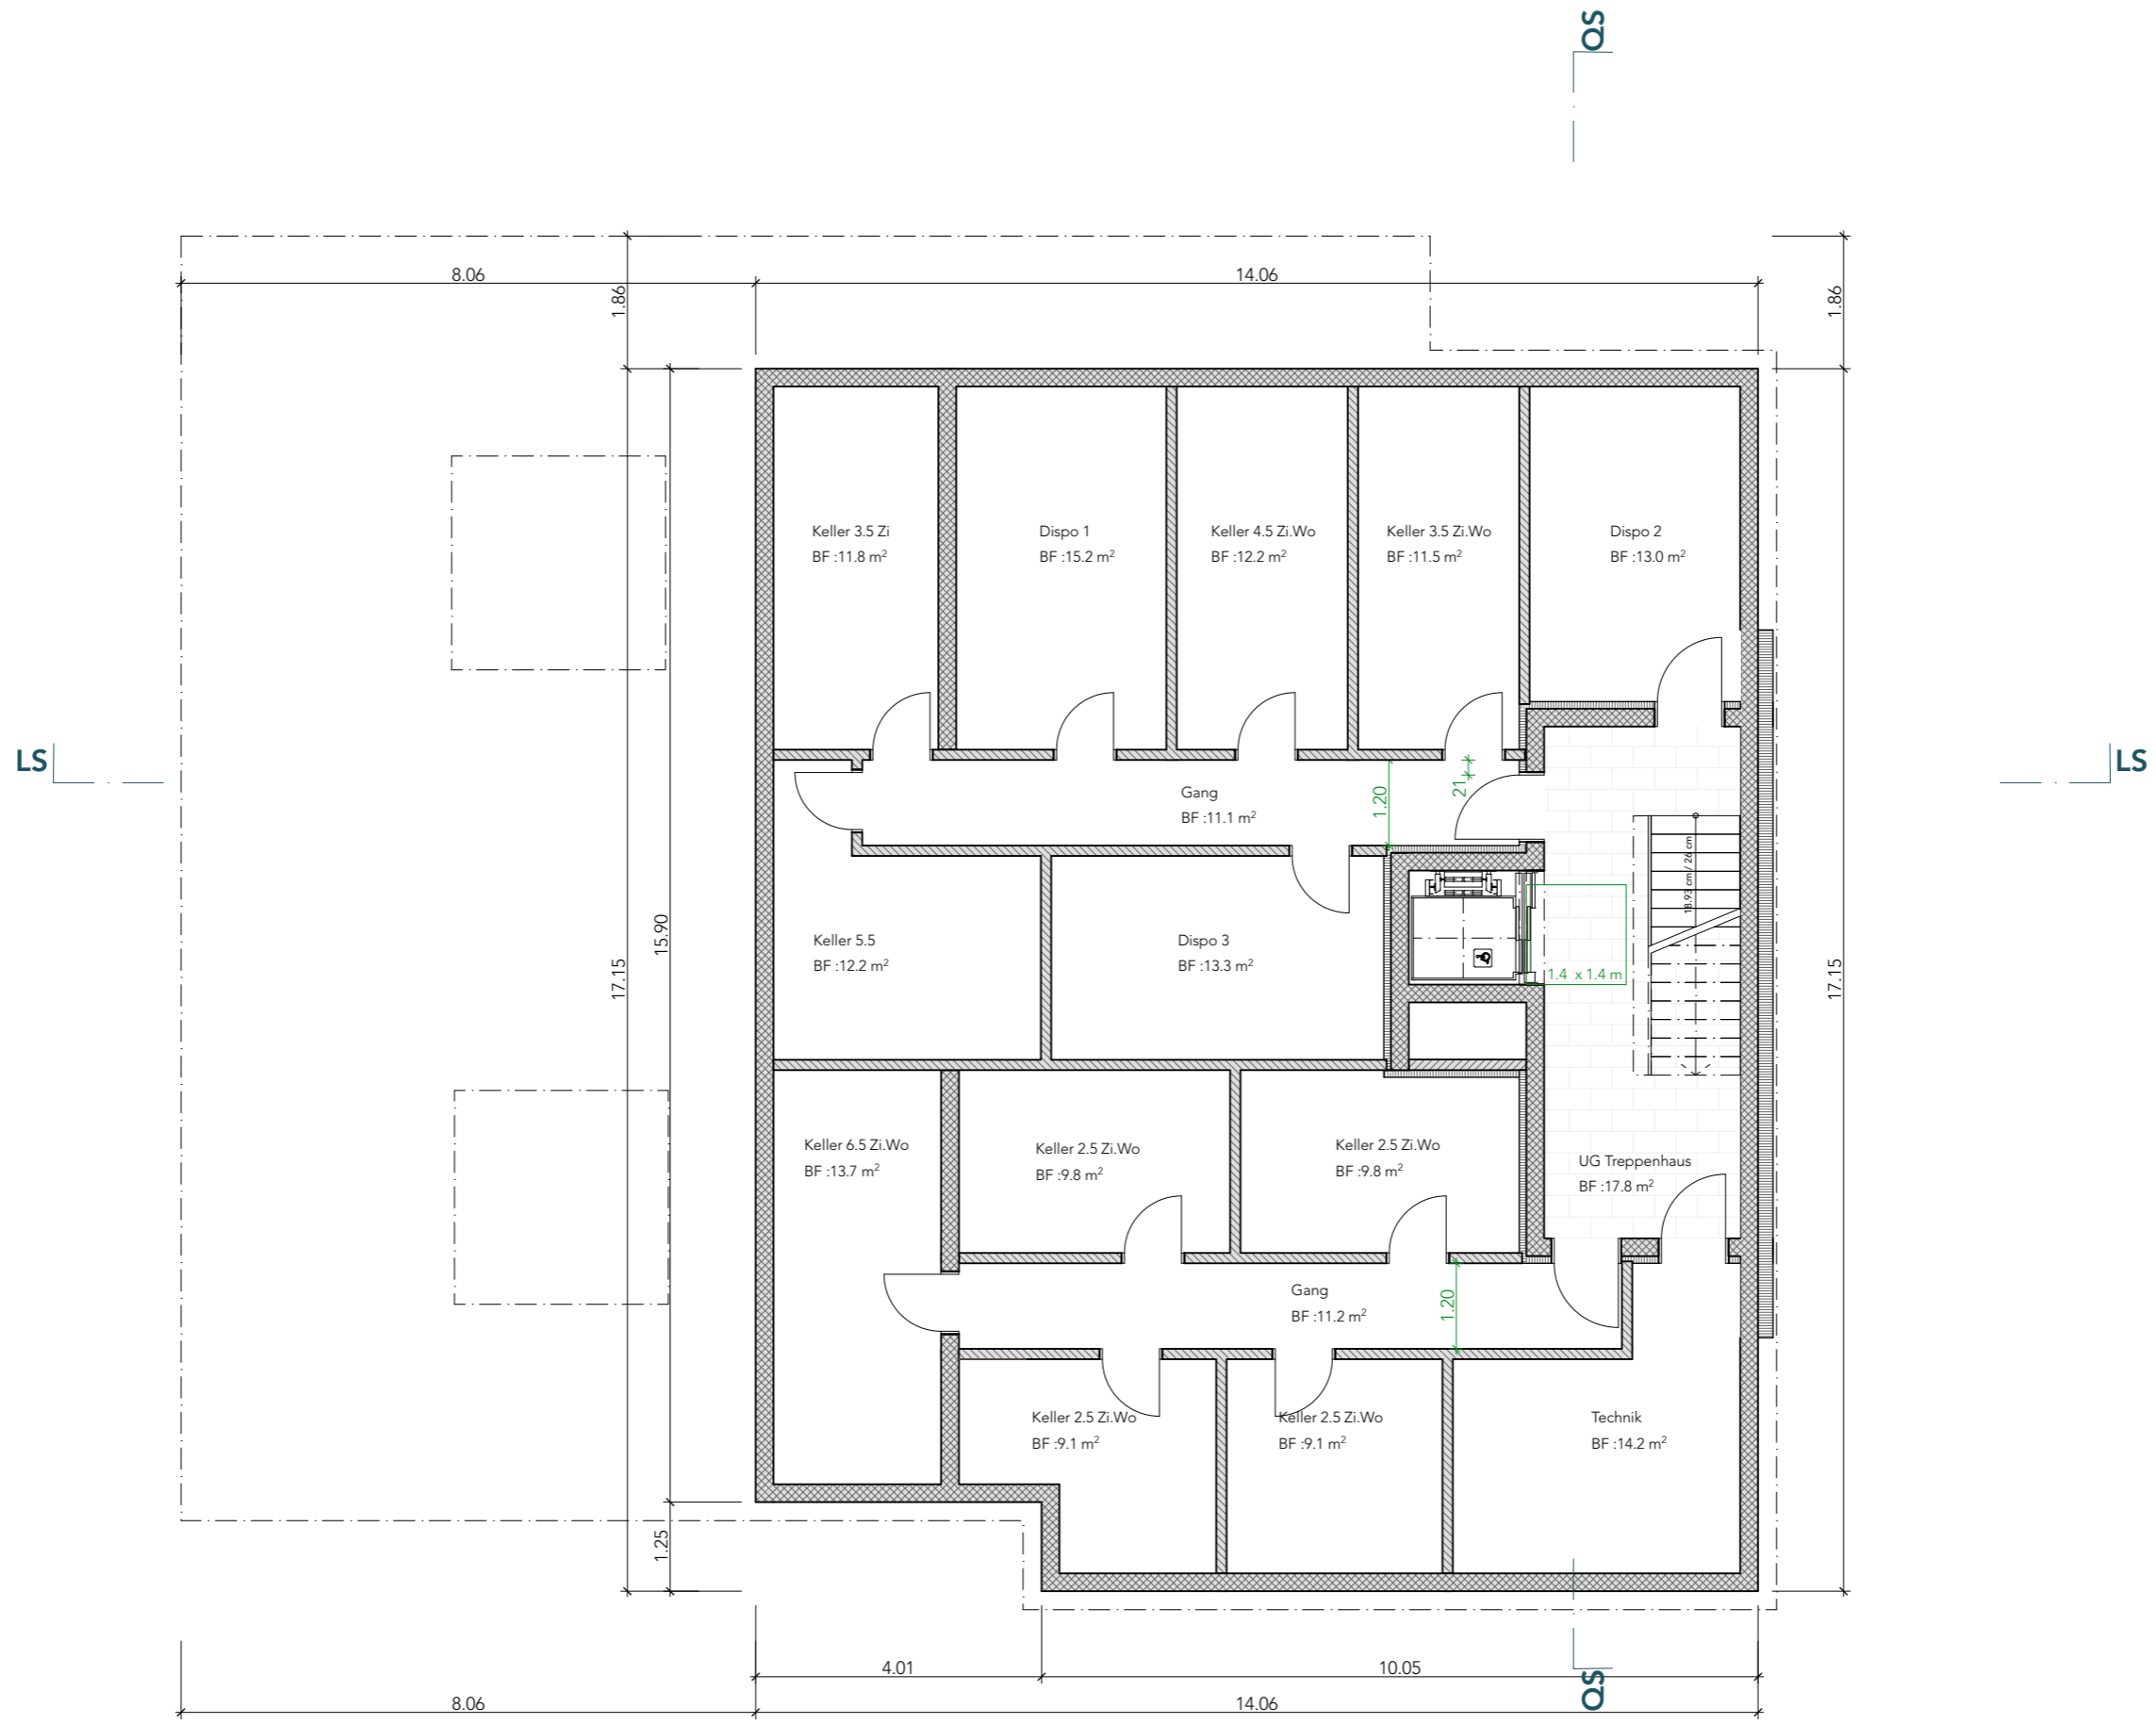 QS
8.06
14.06
1.86
1.86
Keller 3.5 Zi
BF :11.8 m²
Dispo 1
BF :15.2 m²
Keller 4.5 Zi.Wo
BF :12.2 m²
Keller 3.5 Zi.Wo
BF :11.5 m²
Dispo 2
BF :13.0 m²
LS
LS
Gang
BF :11.1 m²
1.20
21
18.93 cm/ 26 cm
Keller 5.5
BF :12.2 m²
Dispo 3
BF :13.3 m²
1.4 x 1.4 m
15.90
17.15
17.15
Keller 6.5 Zi.Wo
BF :13.7 m²
Keller 2.5 Zi.Wo
BF :9.8 m²
Keller 2.5 Zi.Wo
BF :9.8 m²
UG Treppenhaus
BF :17.8 m²
Gang
BF :11.2 m²
1.20
Keller 2.5 Zi.Wo
BF :9.1 m²
Keller 2.5 Zi.Wo
BF :9.1 m²
Technik
BF :14.2 m²
1.25
4.01
10.05
QS
8.06
14.06